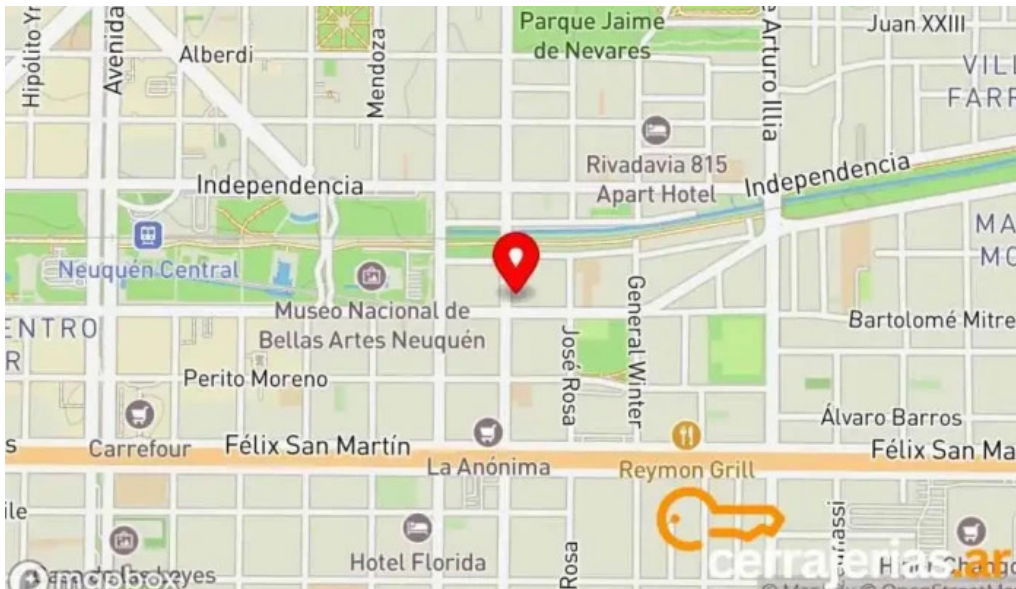 Parque Jaime
de Nevares
Juan XXIII
Hipólito Yr
Avenida
Alberdi
Mendoza
Arturo Illia
VILL
FARR
Rivadavia 815
Apart Hotel
Independencia
Independencia
Neuquén Central
MA
MO
Museo Nacional de
Bellas Artes Neuquén
General Winter
ENTRO
R
Bartolomé Mitre
José Rosa
Perito Moreno
Álvaro Barros
Carrefour
Félix San Martín
La Anónima
Reymon Grill
Félix San Ma
s
ile
Hotel Florida
Rosa
cerrajerias.ar
mapbox